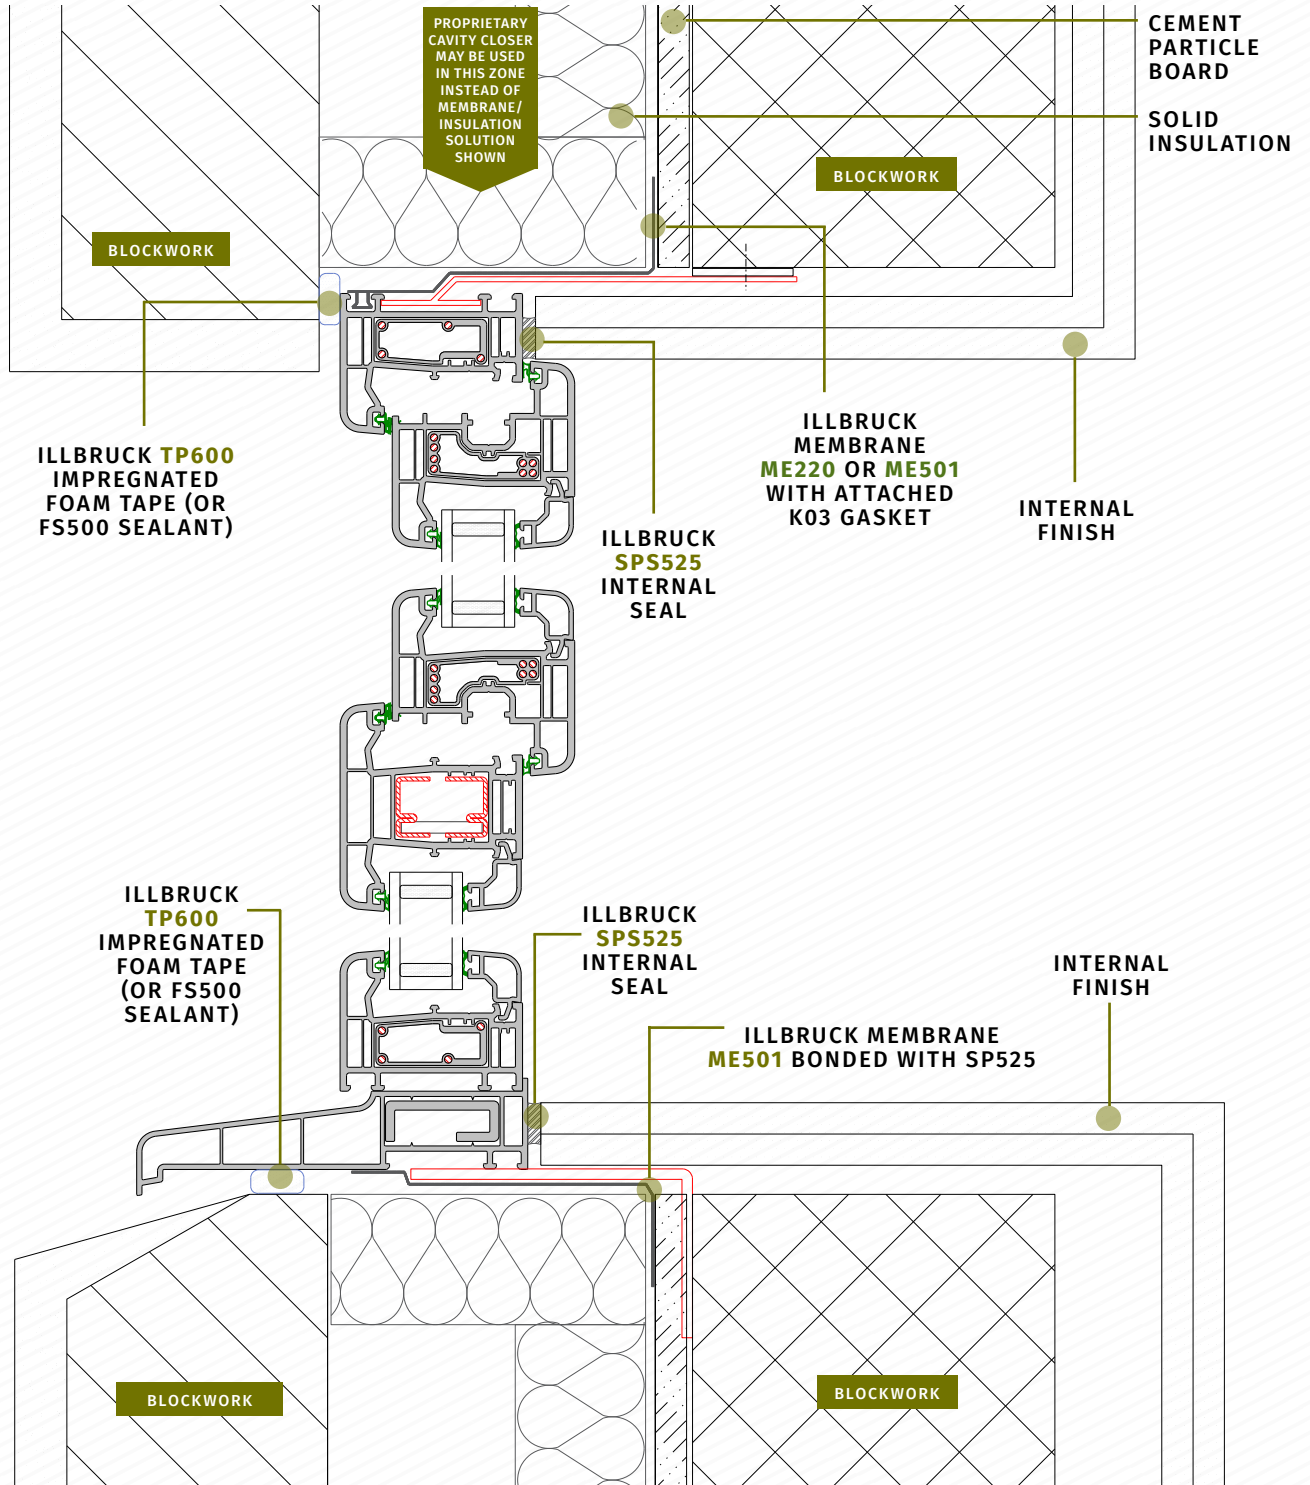 PROPRIETARY
CAVITY CLOSER
MAY BE USED
IN THIS ZONE
INSTEAD OF
MEMBRANE/
INSULATION
SOLUTION
SHOWN
CEMENT
PARTICLE
BOARD
SOLID
INSULATION
BLOCKWORK
BLOCKWORK
ILLBRUCK TP600
IMPREGNATED
FOAM TAPE (OR
FS500 SEALANT)
ILLBRUCK
SPS525
INTERNAL
SEAL
ILLBRUCK
MEMBRANE
ME220 OR ME501
WITH ATTACHED
K03 GASKET
INTERNAL
FINISH
ILLBRUCK
TP600
IMPREGNATED
FOAM TAPE
(OR FS500
SEALANT)
ILLBRUCK
SPS525
INTERNAL
SEAL
ILLBRUCK MEMBRANE
ME501 BONDED WITH SP525
INTERNAL
FINISH
BLOCKWORK
BLOCKWORK